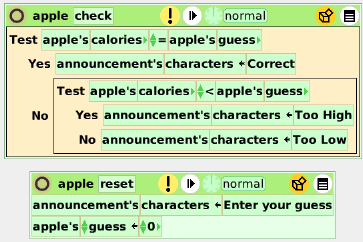 apple check ! normal
Test apple's calories = apple's guess
Yes announcement's characters ← Correct
Test apple's calories < apple's guess
No Yes announcement's characters ← Too High
No announcement's characters ← Too Low
apple reset ! normal
announcement's characters ← Enter your guess
apple's guess ← 0